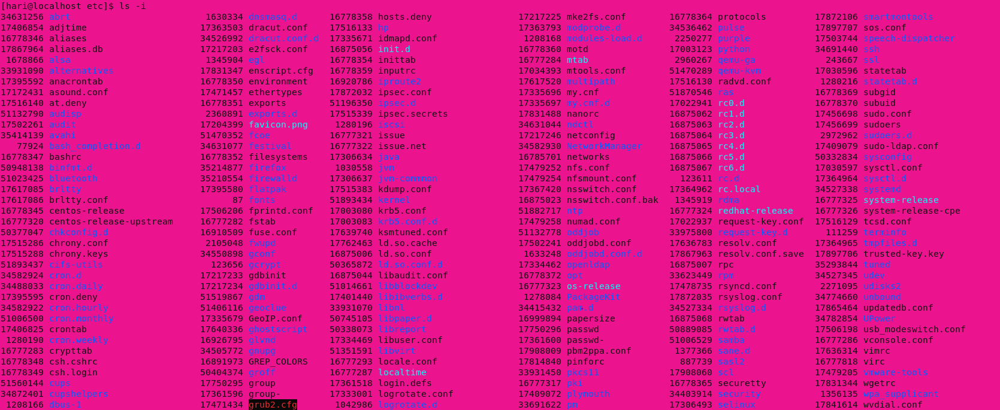 [hari@localhost etc]$ ls -i
34631256 abrt 1630334 dnsmasq.d 16778358 hosts.deny 17217225 mke2fs.conf 16778364 protocols 17872106 smartmontools
17406854 adjtime 17363503 dracut.conf 17516133 hp 17363793 modprobe.d 34536462 pulse 17897707 sos.conf
16778346 aliases 34526992 dracut.conf.d 17335671 idmapd.conf 1208168 modules-load.d 2250277 purple 17503744 speech-dispatcher
17867964 aliases.db 17217203 e2fsck.conf 16875056 init.d 16778360 motd 17003123 python 34691440 ssh
1678866 alsa 1345904 egl 16778354 inittab 16777284 mtab 2960267 qemu-ga 243667 ssl
33931090 alternatives 17831347 enscript.cfg 16778359 inputrc 17034393 mtools.conf 51470289 qemu-kvm 17030596 statetab
17395592 anacrontab 16778350 environment 16920786 iproute2 17617520 multipath 17516130 radvd.conf 1280216 statetab.d
17172431 asound.conf 17471457 ethertypes 17872032 ipsec.conf 17335696 my.cnf 51870546 ras 16778369 subgid
17516140 at.deny 16778351 exports 51196350 ipsec.d 17335697 my.cnf.d 17022941 rc0.d 16778370 subuid
51132790 audisp 2360891 exports.d 17515339 ipsec.secrets 17831488 nanorc 16875062 rc1.d 17456698 sudo.conf
17502261 audit 17204399 favicon.png 1280196 iscsi 34631044 ndctl 16875063 rc2.d 17456699 sudoers
35414139 avahi 51470352 fcoe 16777321 issue 17217246 netconfig 16875064 rc3.d 2972962 sudoers.d
77924 bash_completion.d 34631077 festival 16777322 issue.net 34582930 NetworkManager 16875065 rc4.d 17409079 sudo-ldap.conf
16778347 bashrc 16778352 filesystems 17306634 java 16785701 networks 16875066 rc5.d 50332834 sysconfig
50948138 binfmt.d 35214877 firefox 1030558 jvm 17479252 nfs.conf 16875067 rc6.d 17030597 sysctl.conf
51023425 bluetooth 35210554 firewalld 17306637 jvm-commmon 17479254 nfsmount.conf 123611 rc.d 17364964 sysctl.d
17617085 brltty 17395580 flatpak 17515383 kdump.conf 17367420 nsswitch.conf 17364962 rc.local 34527338 systemd
17617086 brltty.conf 87 fonts 51893434 kernel 16875023 nsswitch.conf.bak 1345919 rdma 16777325 system-release
16778345 centos-release 17506206 fprintd.conf 17003080 krb5.conf 51882717 ntp 16777324 redhat-release 16777326 system-release-cpe
16777320 centos-release-upstream 16777282 fstab 17003083 krb5.conf.d 17479258 numad.conf 17022937 request-key.conf 17516129 tcsd.conf
50377047 chkconfig.d 16910509 fuse.conf 17639740 ksmtuned.conf 51132778 oddjob 33975800 request-key.d 111259 terminfo
17515286 chrony.conf 2105048 fwupd 17762463 ld.so.cache 17502241 oddjobd.conf 17636783 resolv.conf 17364965 tmpfiles.d
17515288 chrony.keys 34550898 gconf 16875006 ld.so.conf 1633248 oddjobd.conf.d 17867963 resolv.conf.save 17897706 trusted-key.key
51893437 cifs-utils 123656 gcrypt 50365872 ld.so.conf.d 17334462 openldap 16875007 rpc 35293844 tuned
34582924 cron.d 17217233 gdbinit 16875044 libaudit.conf 16778372 opt 33623449 rpm 34527345 udev
34488033 cron.daily 17217234 gdbinit.d 51014661 libblockdev 16777323 os-release 17478735 rsyncd.conf 2271095 udisks2
17395595 cron.deny 51519867 gdm 17401440 libibverbs.d 1278084 PackageKit 17872035 rsyslog.conf 34774660 unbound
34582922 cron.hourly 51406116 geoclue 33931070 libnl 34415432 pam.d 34527334 rsyslog.d 17865464 updatedb.conf
51006500 cron.monthly 17335679 GeoIP.conf 50745105 libpaper.d 16999894 papersize 16875068 rwtab 34782854 UPower
17406825 crontab 17640336 ghostscript 50338073 libreport 17750296 passwd 50889085 rwtab.d 17506198 usb_modeswitch.conf
1280190 cron.weekly 16926795 glvnd 17334469 libuser.conf 17361600 passwd- 51006529 samba 16777286 vconsole.conf
16777283 crypttab 34505772 gnupg 51351591 libvirt 17908009 pbm2ppa.conf 1377366 sane.d 17636314 vimrc
16778348 csh.cshrc 16891973 GREP_COLORS 16777293 locale.conf 17814840 pinforc 887739 sasl2 16777818 virc
16778349 csh.login 50404374 groff 16777287 localtime 33931450 pkcs11 17908060 scl 17479205 vmware-tools
51560144 cups 17750295 group 17361518 login.defs 16777317 pki 16778365 securetty 17831344 wgetrc
34872401 cupshelpers 17361596 group- 17333001 logrotate.conf 17409072 plymouth 34403914 security 1356135 wpa_supplicant
1208166 dbus-1 17471434 grub2.cfg 1042986 logrotate.d 33691622 pm 17306493 selinux 17841614 wvdial.conf